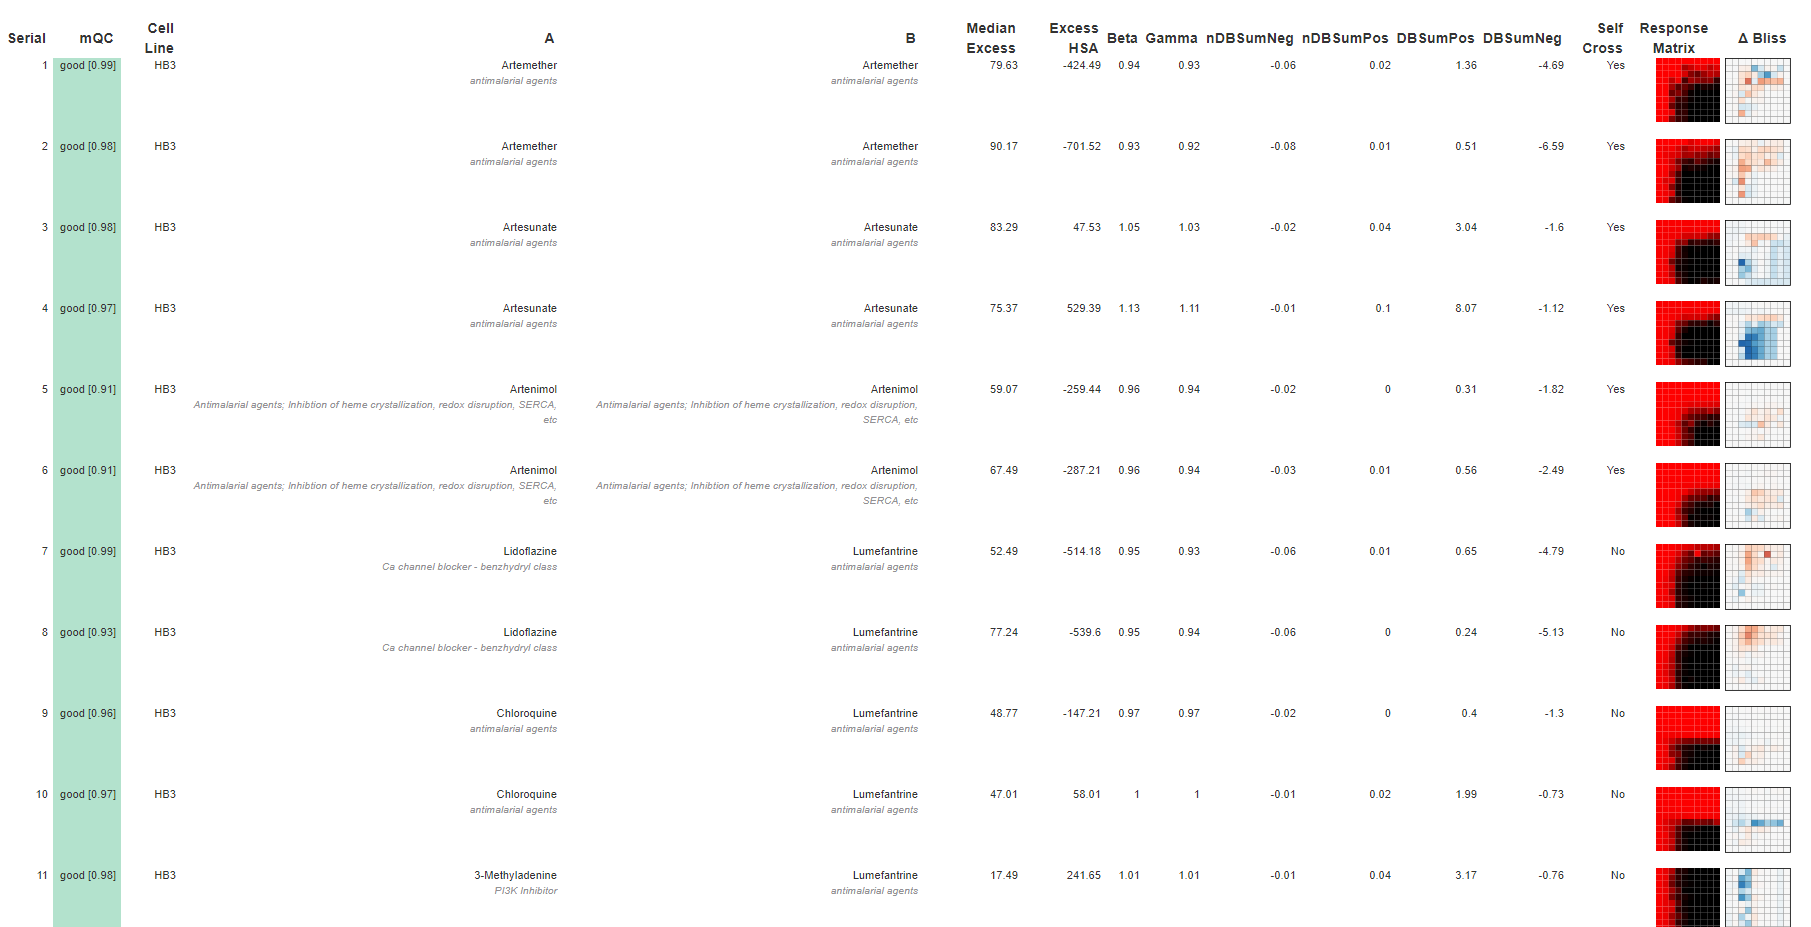 Serial mQC Cell Line A B Median Excess Excess HSA Beta Gamma nDBSumNeg nDBSumPos DBSumPos DBSumNeg Self Cross Response Matrix Δ Bliss
1 good [0.99] HB3 Artemether Artemether 79.63 -424.49 0.94 0.93 -0.06 0.02 1.36 -4.69 Yes
antimalarial agents antimalarial agents
2 good [0.98] HB3 Artemether Artemether 90.17 -701.52 0.93 0.92 -0.08 0.01 0.51 -6.59 Yes
antimalarial agents antimalarial agents
3 good [0.98] HB3 Artesunate Artesunate 83.29 47.53 1.05 1.03 -0.02 0.04 3.04 -1.6 Yes
antimalarial agents antimalarial agents
4 good [0.97] HB3 Artesunate Artesunate 75.37 529.39 1.13 1.11 -0.01 0.1 8.07 -1.12 Yes
antimalarial agents antimalarial agents
5 good [0.91] HB3 Artenimol Artenimol 59.07 -259.44 0.96 0.94 -0.02 0 0.31 -1.82 Yes
Antimalarial agents; Inhibtion of heme crystallization, redox disruption, SERCA, Antimalarial agents; Inhibtion of heme crystallization, redox disruption,
etc SERCA, etc
6 good [0.91] HB3 Artenimol Artenimol 67.49 -287.21 0.96 0.94 -0.03 0.01 0.56 -2.49 Yes
Antimalarial agents; Inhibtion of heme crystallization, redox disruption, SERCA, Antimalarial agents; Inhibtion of heme crystallization, redox disruption,
etc SERCA, etc
7 good [0.99] HB3 Lidoflazine Lumefantrine 52.49 -514.18 0.95 0.93 -0.06 0.01 0.65 -4.79 No
Ca channel blocker - benzhydryl class antimalarial agents
8 good [0.93] HB3 Lidoflazine Lumefantrine 77.24 -539.6 0.95 0.94 -0.06 0 0.24 -5.13 No
Ca channel blocker - benzhydryl class antimalarial agents
9 good [0.96] HB3 Chloroquine Lumefantrine 48.77 -147.21 0.97 0.97 -0.02 0 0.4 -1.3 No
antimalarial agents antimalarial agents
10 good [0.97] HB3 Chloroquine Lumefantrine 47.01 58.01 1 1 -0.01 0.02 1.99 -0.73 No
antimalarial agents antimalarial agents
11 good [0.98] HB3 3-Methyladenine Lumefantrine 17.49 241.65 1.01 1.01 -0.01 0.04 3.17 -0.76 No
PI3K Inhibitor antimalarial agents